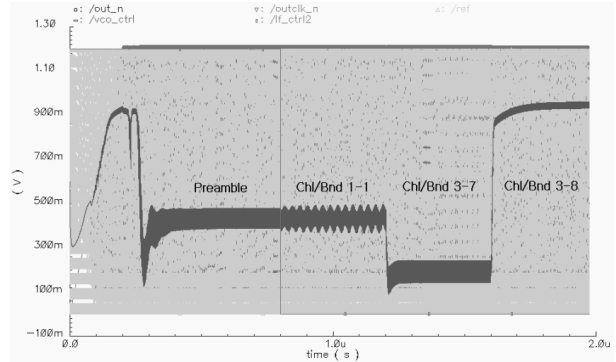 ▫: /out_n ▿: /outclk_n ▵: /ref
▫: /vco_ctrl ▫: /lf_ctrl2
1.30
1.10
900m
700m
500m
300m
100m
-100m
(V)
Preamble
Chl/Bnd 1-1
Chl/Bnd 3-7
Chl/Bnd 3-8
0.0
1.0u
2.0u
time (s)